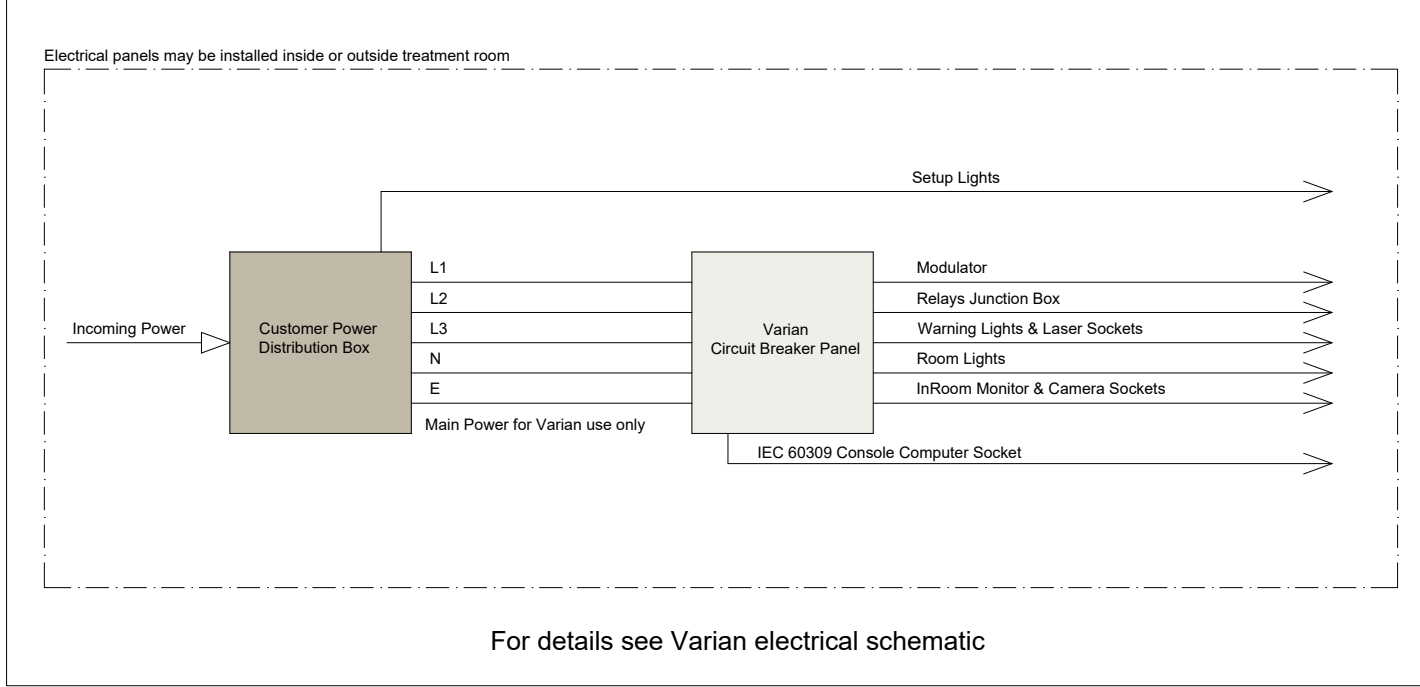 Electrical panels may be installed inside or outside treatment room
Setup Lights
L1
Modulator
L2
Relays Junction Box
Incoming Power
Customer Power
Distribution Box
L3
Varian
Circuit Breaker Panel
Warning Lights & Laser Sockets
N
Room Lights
E
InRoom Monitor & Camera Sockets
Main Power for Varian use only
IEC 60309 Console Computer Socket
For details see Varian electrical schematic